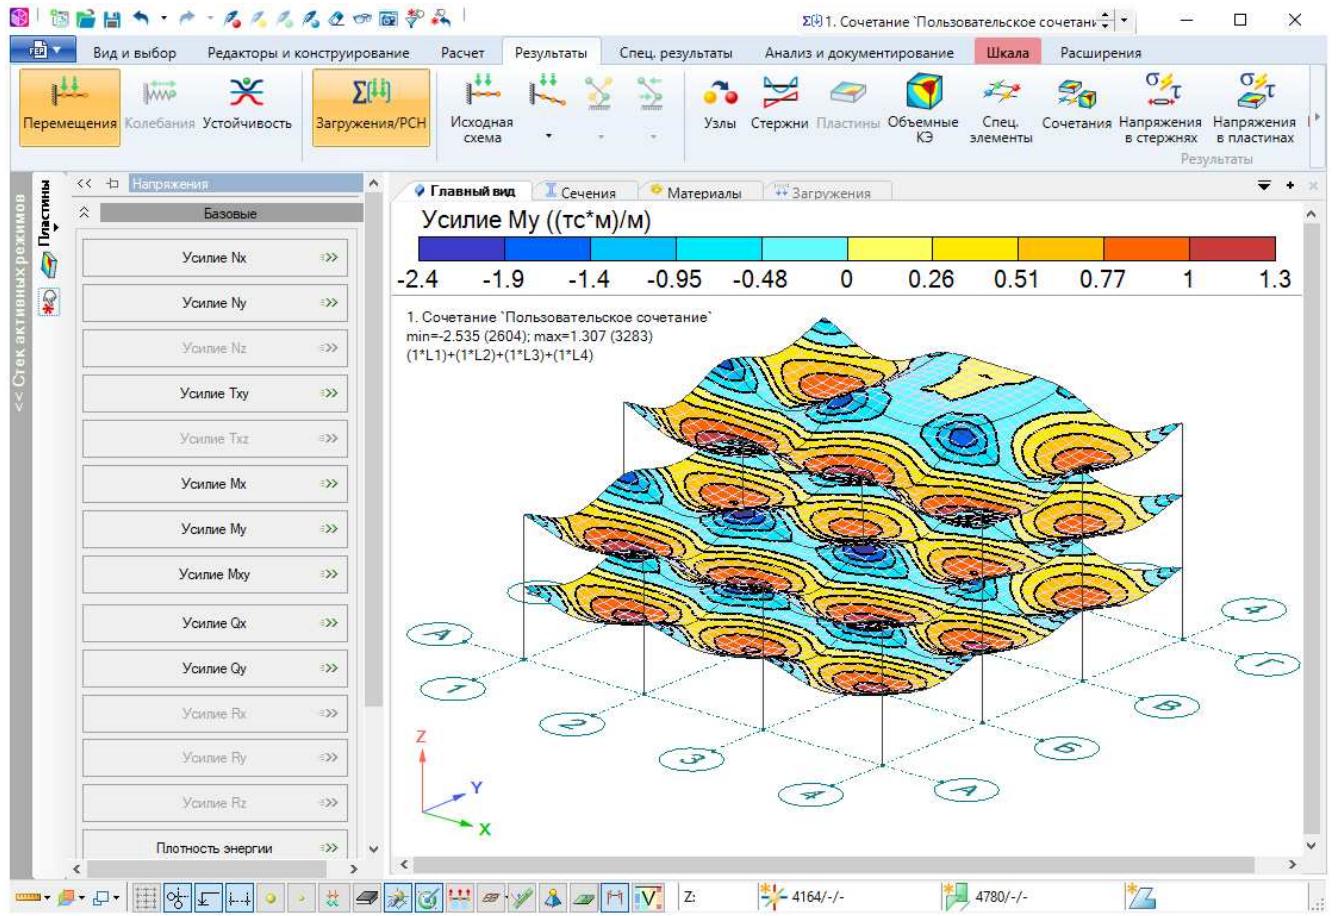 Σ 1. Сочетание `Пользовательское сочетани
FEP
Вид и выбор Редакторы и конструирование Расчет Результаты Спец. результаты Анализ и документирование Шкала Расширения
Перемещения Колебания Устойчивость Загружения/РСН Исходная схема Узлы Стержни Пластины Объемные КЭ Спец. элементы Сочетания Напряжения в стержнях Напряжения в пластинах
Результаты
<< Стек активных режимов
Пластины
<< Напряжения
Базовые
Усилие Nx
Усилие Ny
Усилие Nz
Усилие Txy
Усилие Txz
Усилие Mx
Усилие My
Усилие Mxy
Усилие Qx
Усилие Qy
Усилие Rx
Усилие Ry
Усилие Rz
Плотность энергии
Главный вид Сечения Материалы Загружения
Усилие My ((тс*м)/м)
-2.4 -1.9 -1.4 -0.95 -0.48 0 0.26 0.51 0.77 1 1.3
1. Сочетание `Пользовательское сочетание`
min=-2.535 (2604); max=1.307 (3283)
(1*L1)+(1*L2)+(1*L3)+(1*L4)
А
1
2
3
4
А
Б
В
Г
4
Z
Y
X
Z: 4164/-/- 4780/-/-